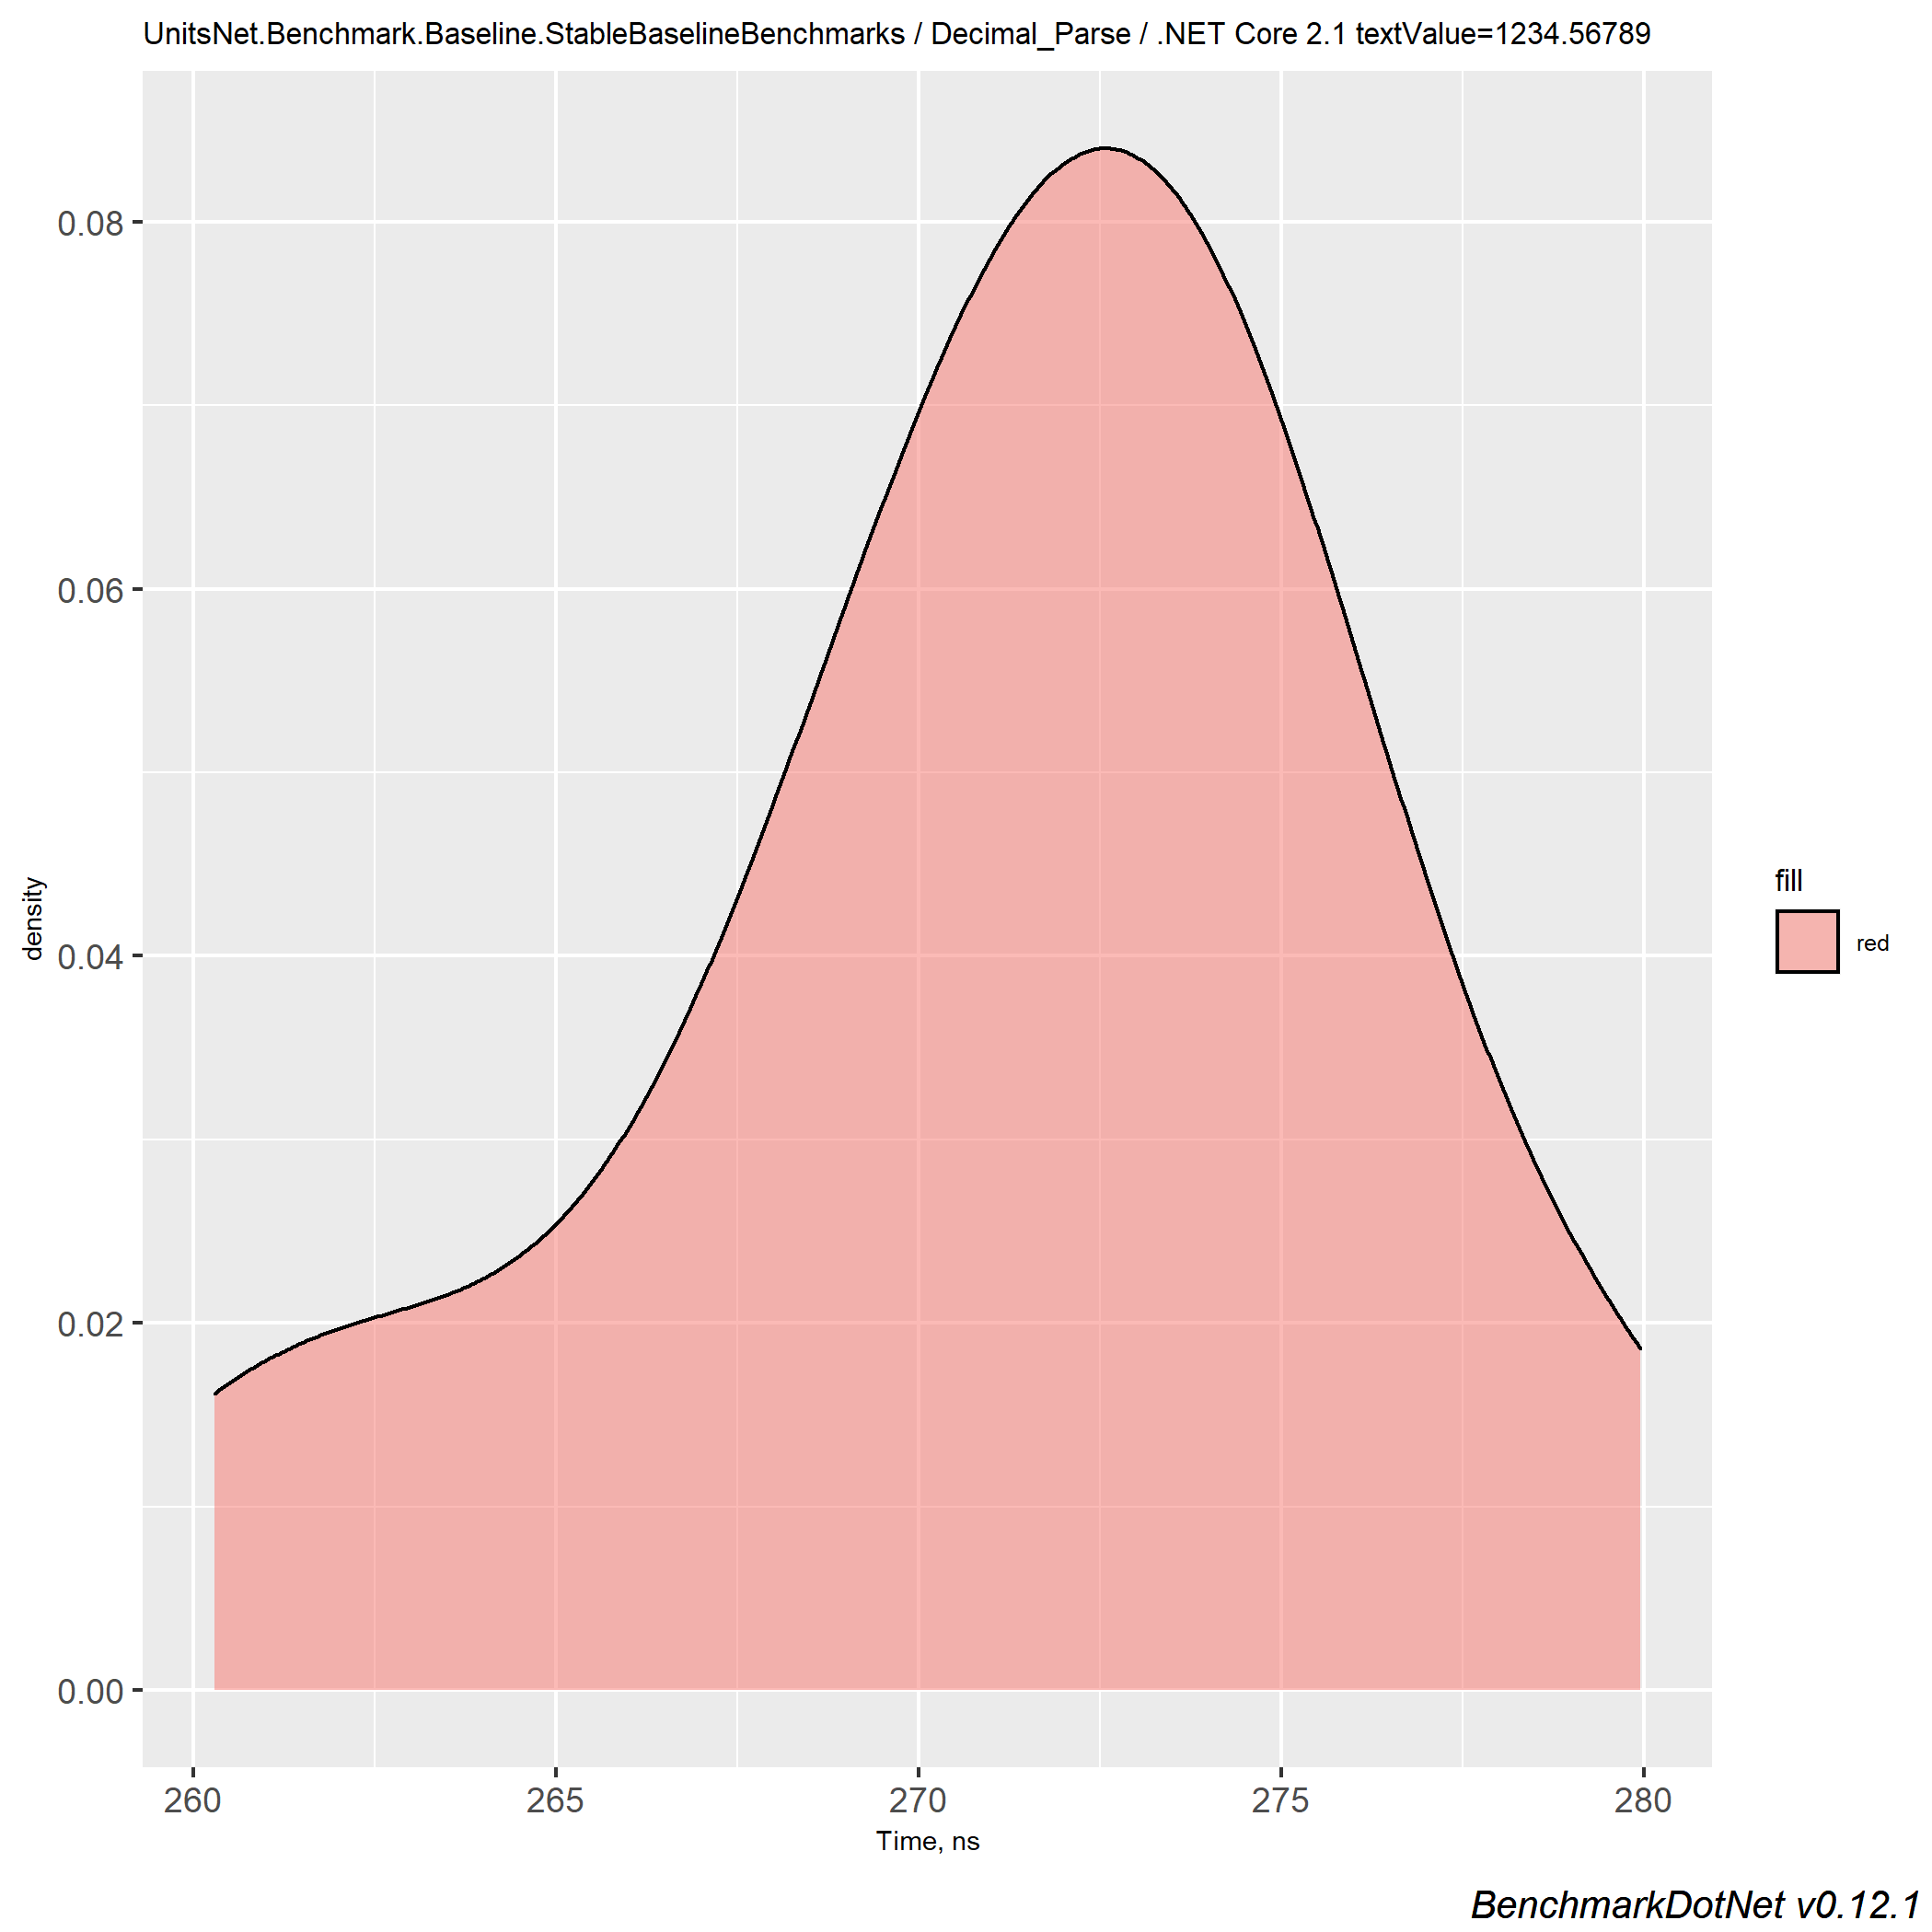 UnitsNet.Benchmark.Baseline.StableBaselineBenchmarks / Decimal_Parse / .NET Core 2.1 textValue=1234.56789
0.08
0.06
0.04
0.02
0.00
density
260 265 270 275 280
Time, ns
fill
red
BenchmarkDotNet v0.12.1